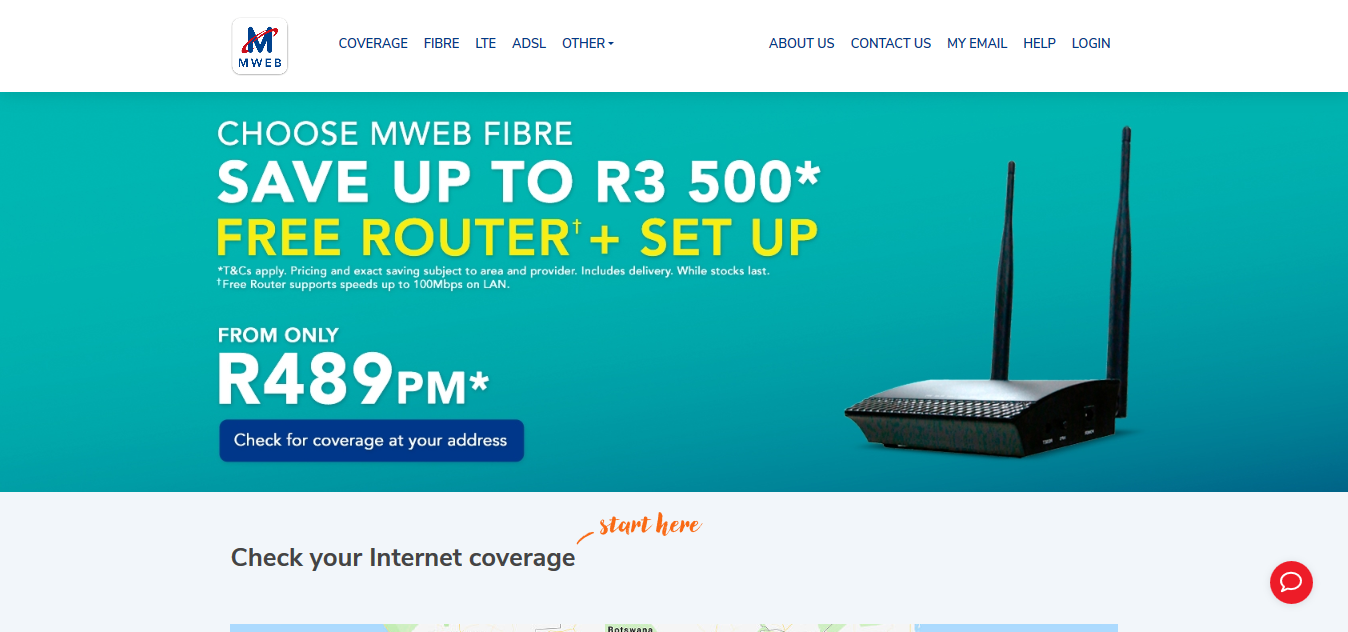 MWEB
COVERAGE FIBRE LTE ADSL OTHER
ABOUT US CONTACT US MY EMAIL HELP LOGIN
CHOOSE MWEB FIBRE
SAVE UP TO R3 500*
FREE ROUTER† + SET UP
*T&Cs apply. Pricing and exact saving subject to area and provider. Includes delivery. While stocks last.
†Free Router supports speeds up to 100Mbps on LAN.
FROM ONLY
R489PM*
Check for coverage at your address
start here
Check your Internet coverage
Botswana